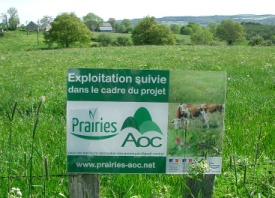 Exploitation suivie
dans le cadre du projet
Prairies
AOC
www.prairies-aoc.net